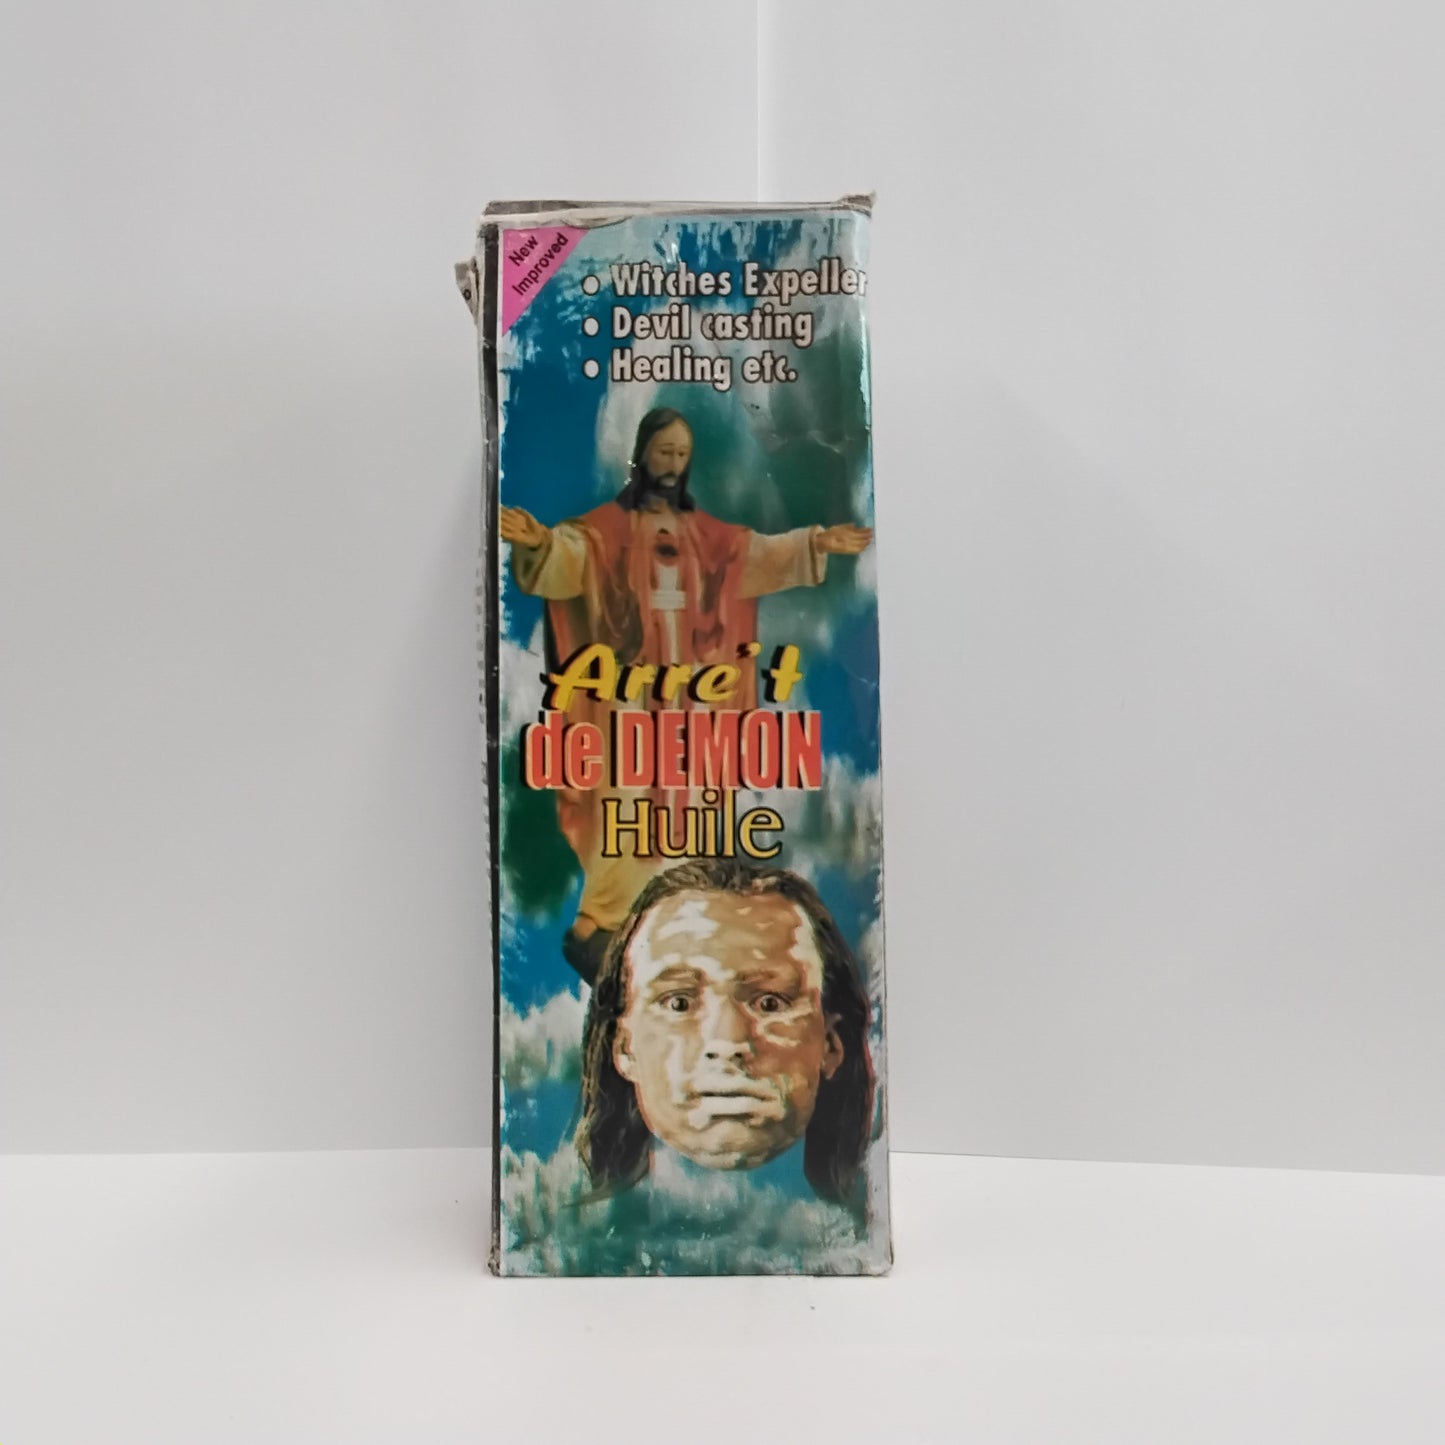 New
Improved
• Witches Expeller
• Devil casting
• Healing etc.
Arre't
de DEMON
Huile